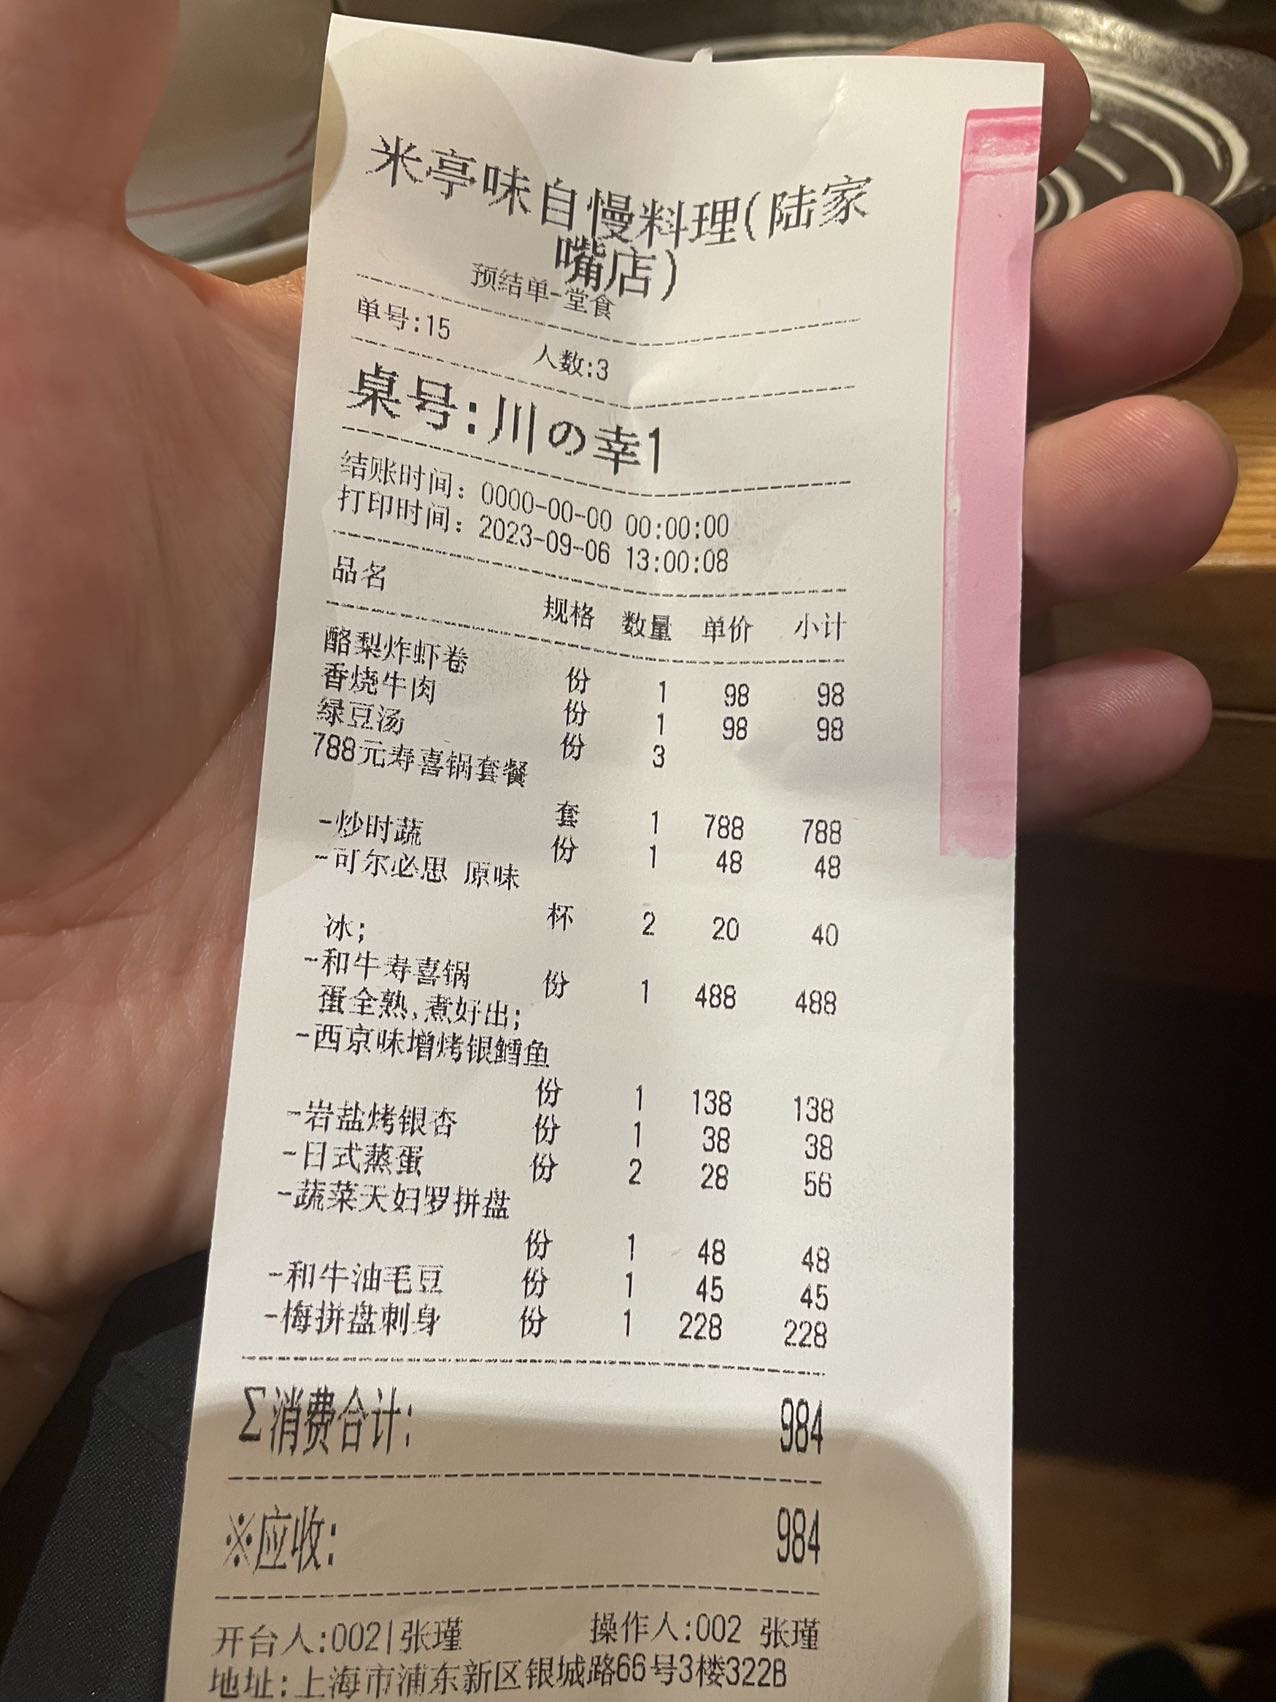 米亭味自慢料理(陆家
嘴店)
预结单-堂食
单号:15 人数:3
桌号:川の幸1
结账时间: 0000-00-00 00:00:00
打印时间: 2023-09-06 13:00:08
品名 规格 数量 单价 小计
酪梨炸虾卷
份 1 98 98
香烧牛肉
份 1 98 98
绿豆汤
份 3
788元寿喜锅套餐
套 1 788 788
-炒时蔬
份 1 48 48
-可尔必思 原味
杯 2 20 40
冰;
-和牛寿喜锅
份 1 488 488
蛋全熟,煮好出;
-西京味增烤银鳕鱼
份 1 138 138
-岩盐烤银杏
份 1 38 38
-日式蒸蛋
份 2 28 56
-蔬菜天妇罗拼盘
份 1 48 48
-和牛油毛豆
份 1 45 45
-梅拼盘刺身
份 1 228 228
Σ消费合计: 984
※应收: 984
开台人:002|张瑾 操作人:002 张瑾
地址:上海市浦东新区银城路66号3楼322B